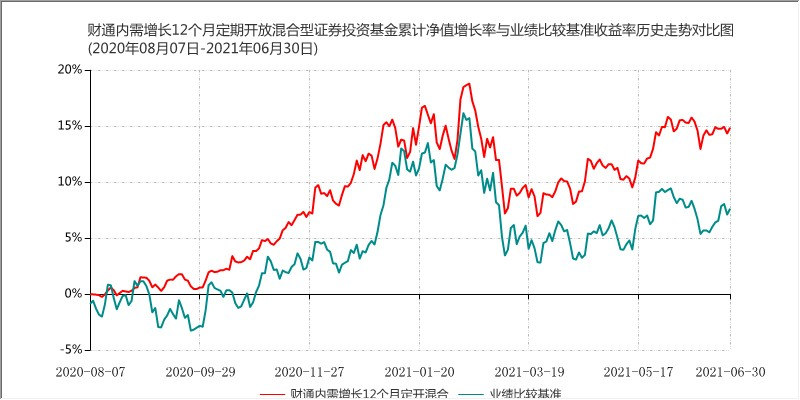 财通内需增长12个月定期开放混合型证券投资基金累计净值增长率与业绩比较基准收益率历史走势对比图
(2020年08月07日-2021年06月30日)
20%
15%
10%
5%
0%
-5%
2020-08-07 2020-09-29 2020-11-27 2021-01-20 2021-03-19 2021-05-17 2021-06-30
财通内需增长12个月定开混合 业绩比较基准